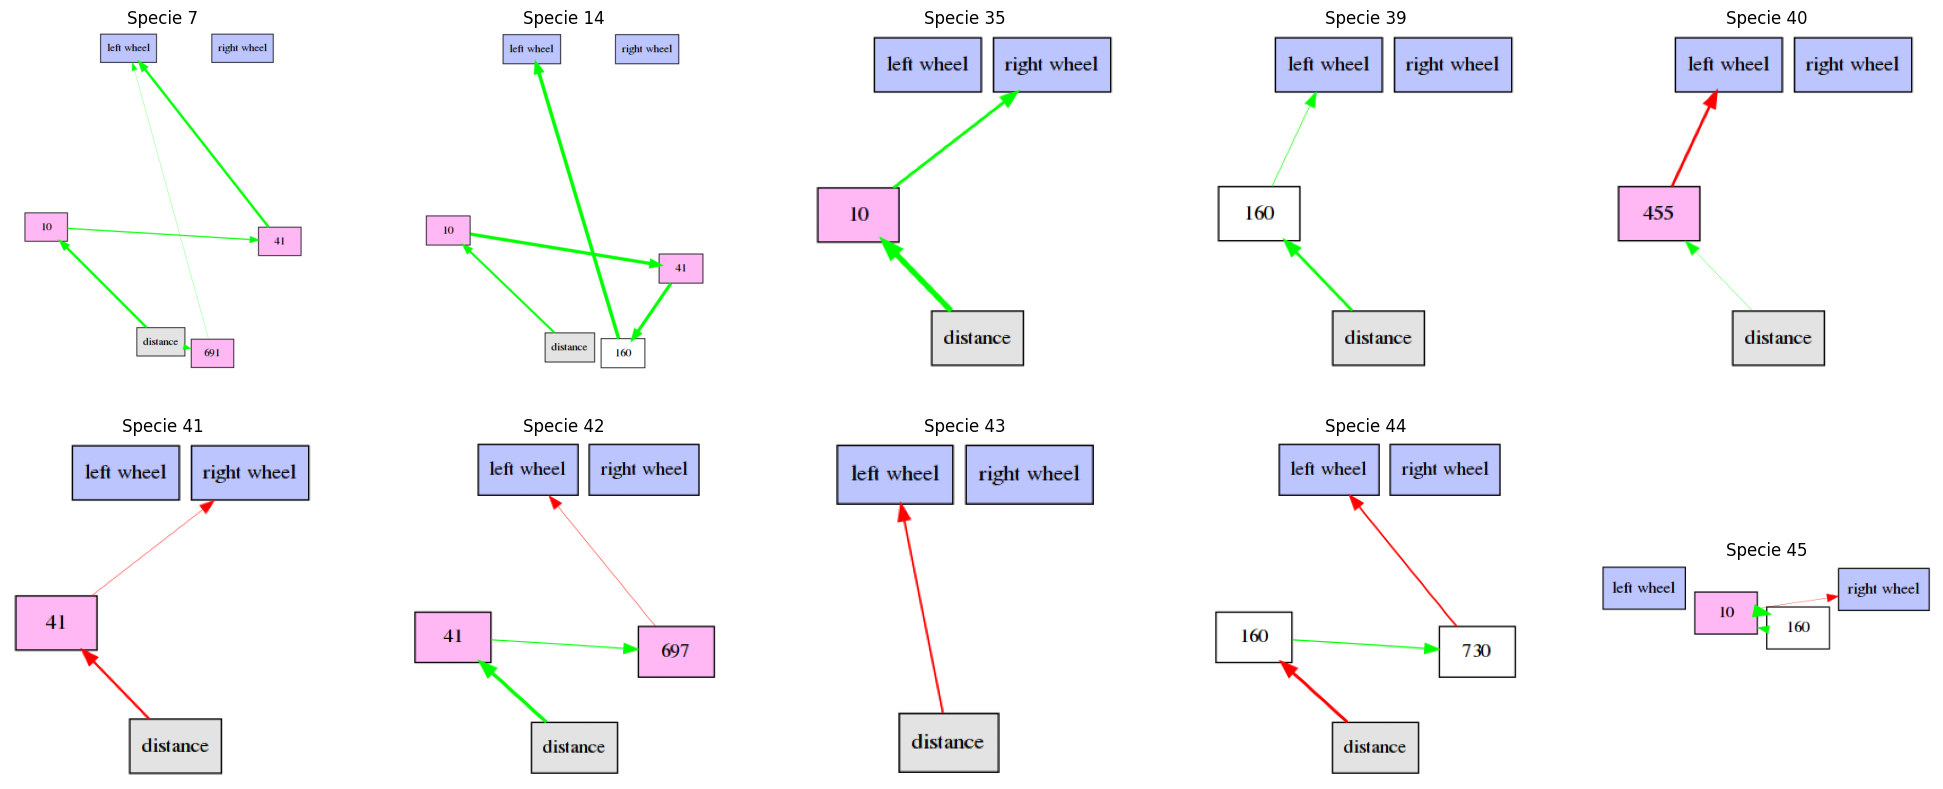 Specie 7
left wheel
right wheel
10
41
distance
691
Specie 14
left wheel
right wheel
10
41
distance
160
Specie 35
left wheel
right wheel
10
distance
Specie 39
left wheel
right wheel
160
distance
Specie 40
left wheel
right wheel
455
distance
Specie 41
left wheel
right wheel
41
distance
Specie 42
left wheel
right wheel
41
697
distance
Specie 43
left wheel
right wheel
distance
Specie 44
left wheel
right wheel
160
730
distance
Specie 45
left wheel
right wheel
10
160